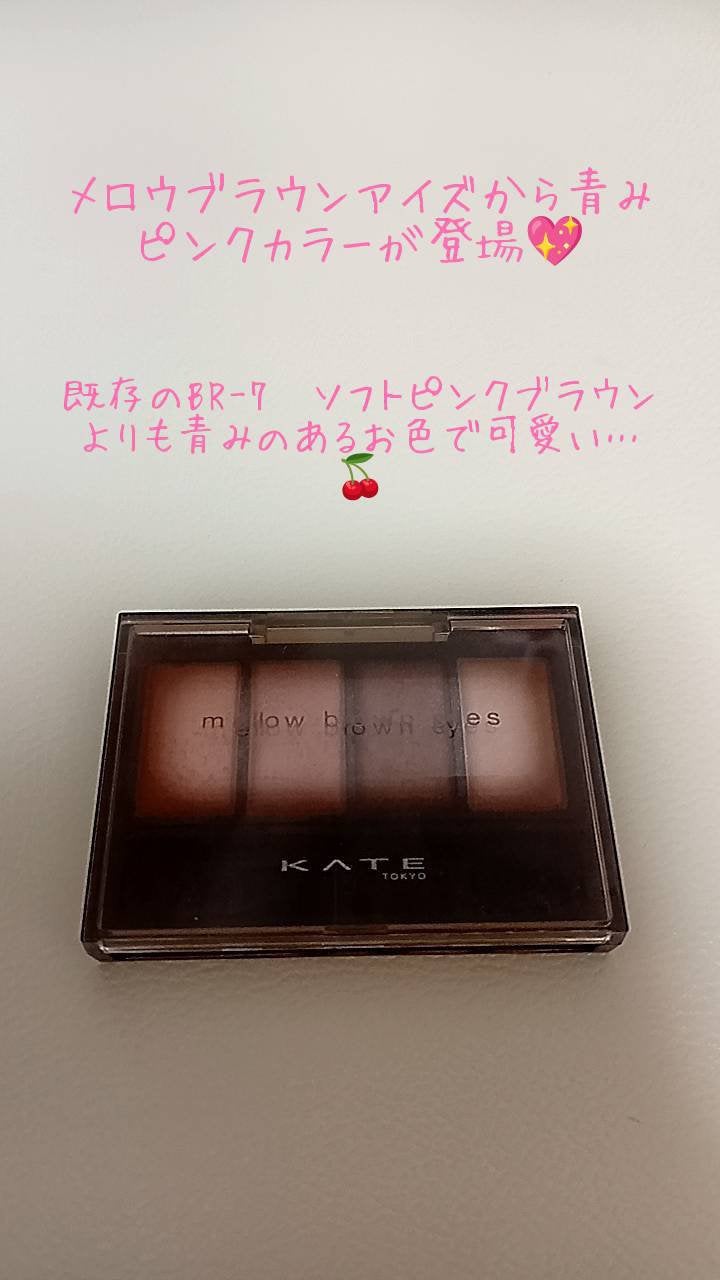 メロウブラウンアイズから青み
ピンクカラーが登場💖
既存のBR-7　ソフトピンクブラウン
よりも青みのあるお色で可愛い…
🍒
mellow brown eyes
KATE
TOKYO